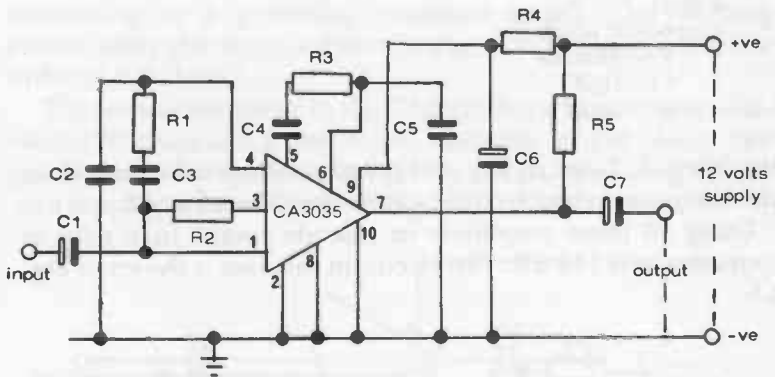 R4
+ve
R3
R1
R5
C4
C5
4
5
6
9
C6
C2
C3
12 volts
supply
3
CA3035
7
C7
C1
R2
1
10
input
8
output
2
-ve